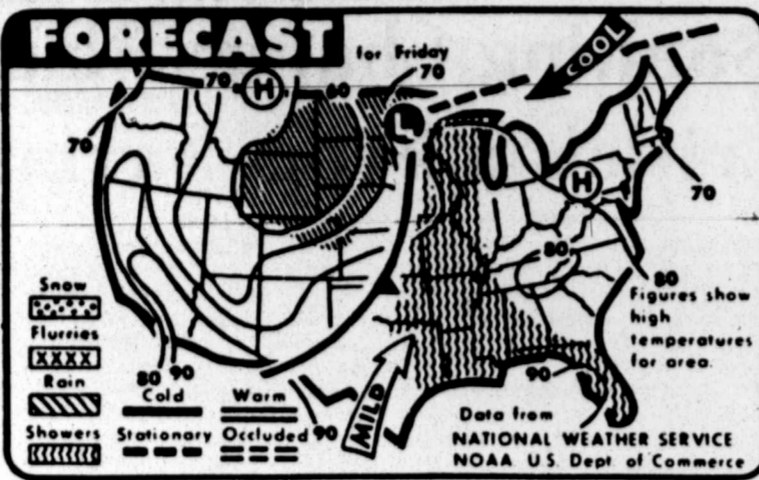 FORECAST
for Friday
COOL
70
H
60
70
L
70
H
70
80
80
Figures show
high
temperatures
for area.
Snow
Flurries
Rain
Showers
80 90
Cold
Stationary
Warm
Occluded
90
MILD
90
Data from
NATIONAL WEATHER SERVICE
NOAA U.S. Dept. of Commerce